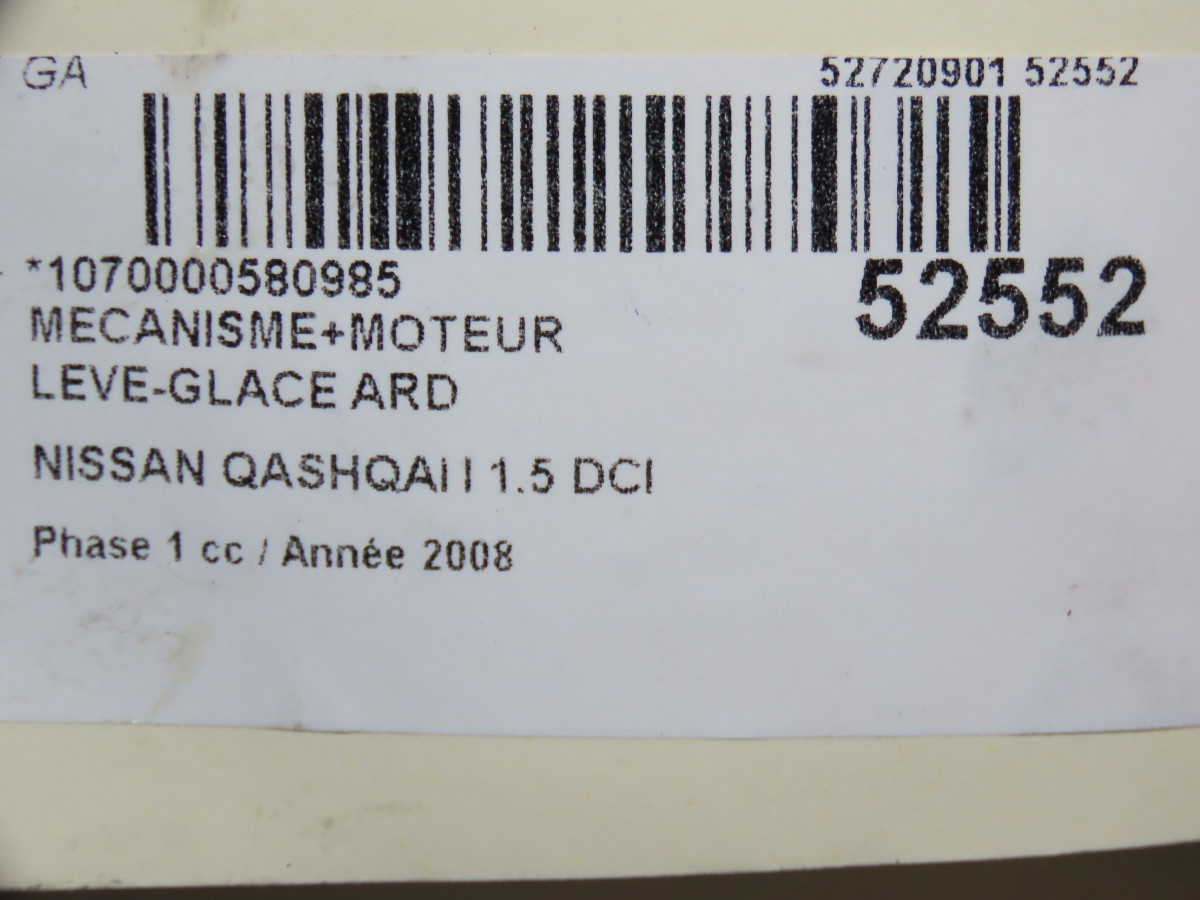 GA 52720901 52552
*1070000580985 52552
MECANISME+MOTEUR
LEVE-GLACE ARD
NISSAN QASHQAI I 1.5 DCI
Phase 1 cc / Année 2008